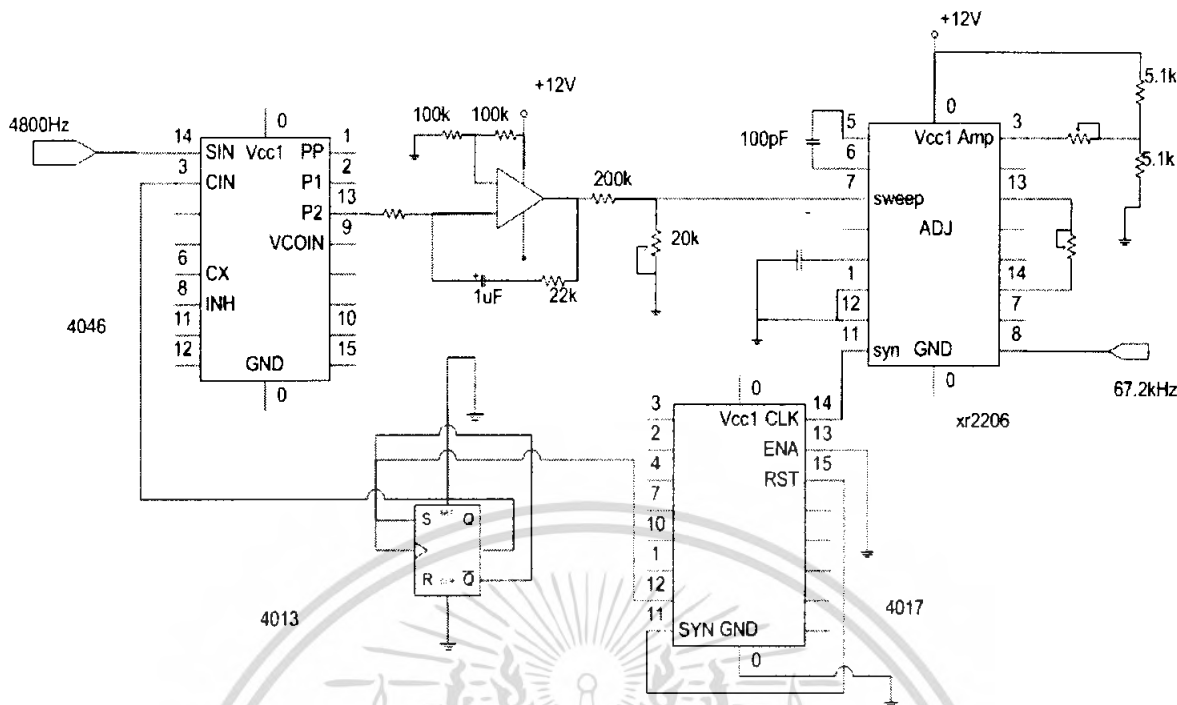 4800Hz
0
14 Vcc1 PP 1
SIN
3 CIN P1 2
P2 13
VCOIN 9
6 CX
8 INH
11 10
12 15
GND
0
4046
100k 100k
+12V
1uF
22k
200k
20k
+12V
0
5.1k
5.1k
100pF
5 Vcc1 Amp 3
6
7 sweep 13
ADJ
1 14
12 7
11 syn GND 8
0
67.2kHz
xr2206
0
3 Vcc1 CLK 14
2 ENA 13
4 RST 15
7
10
1
12
11 SYN GND
0
4017
S Q
R Q
4013